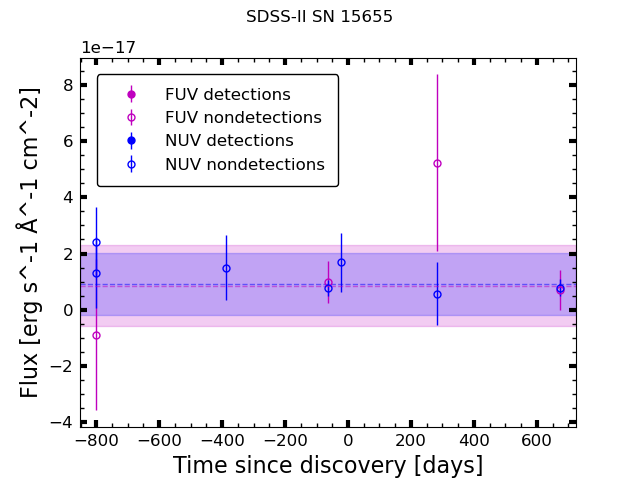 SDSS-II SN 15655
1e−17
FUV detections
FUV nondetections
NUV detections
NUV nondetections
8
6
4
2
0
−2
−4
Flux [erg s^-1 Å^-1 cm^-2]
−800 −600 −400 −200 0 200 400 600
Time since discovery [days]